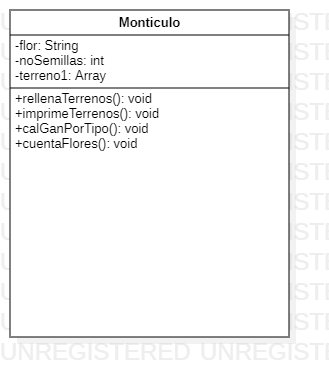 Monticulo
-flor: String
-noSemillas: int
-terreno1: Array
+rellenaTerrenos(): void
+imprimeTerrenos(): void
+calGanPorTipo(): void
+cuentaFlores(): void
UNREGISTERED UNREGISTE